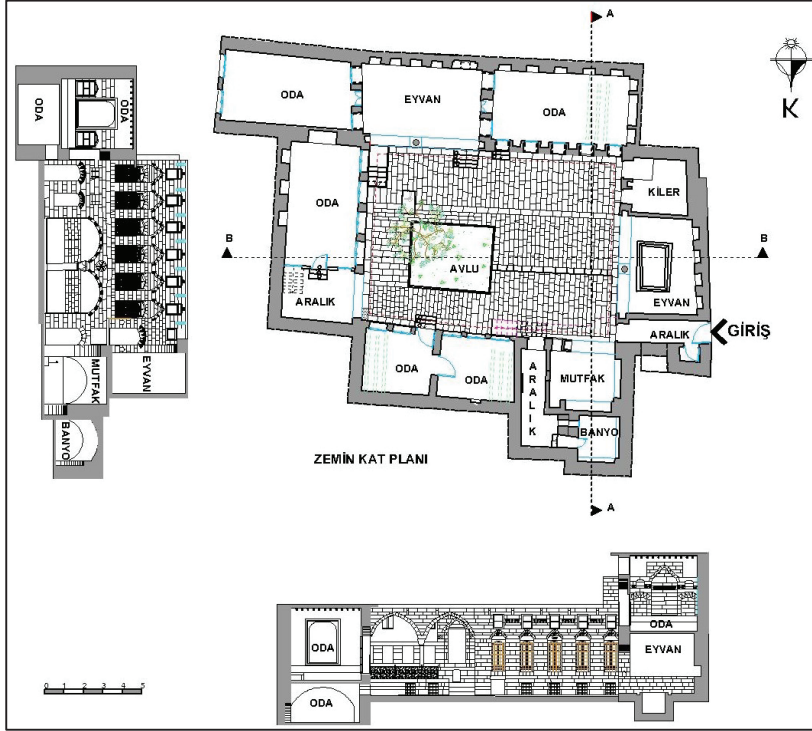 A
K
ODA
EYVAN
ODA
ODA
ODA
KİLER
ODA
B
B
AVLU
EYVAN
ARALIK
ARALIK
GİRİŞ
ODA
ODA
ARALIK
MUTFAK
BANYO
MUTFAK
EYVAN
BANYO
ZEMİN KAT PLANI
A
ODA
ODA
ODA
EYVAN
0 1 2 3 4 5